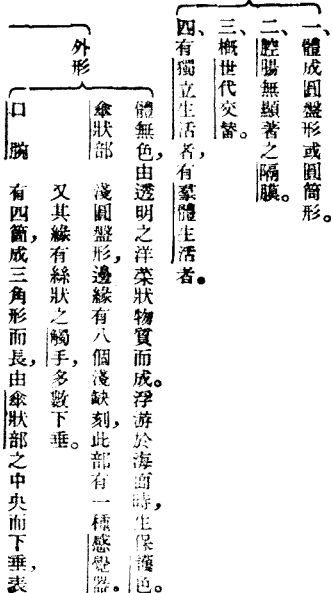 一、體成圓盤形或圓筒形。
二、腔腸無顯著之隔膜。
三、概世代交替。
四、有獨立生活者，有羣體生活者。
外形
體無色由透明之洋菜狀物質而成。浮游於海面時，生保護色。
傘狀部 淺圓盤形，邊緣有八個淺缺刻，此部有一種感覺器。
又其緣有絲狀之觸手，多數下垂。
口腕 有四箇成三角形而長，由傘狀部之中央而下垂，表